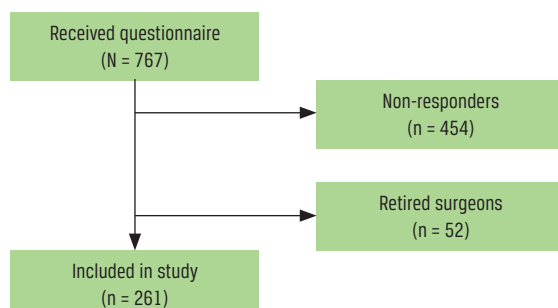 Received questionnaire
(N = 767)
Non-responders
(n = 454)
Retired surgeons
(n = 52)
Included in study
(n = 261)